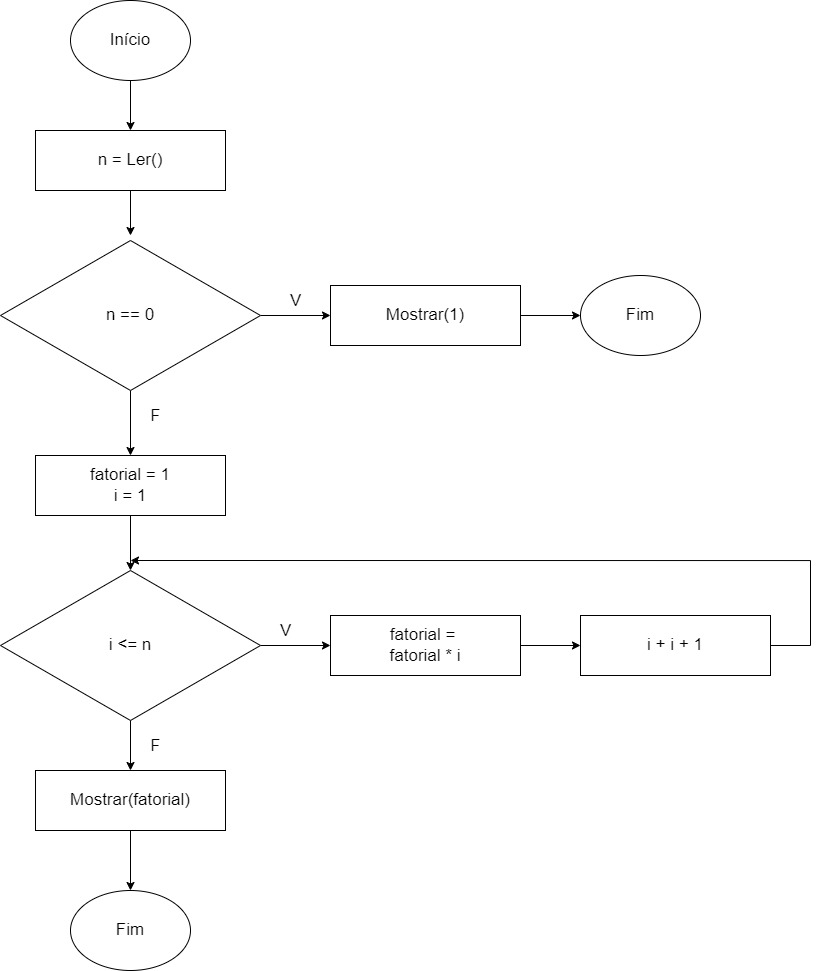 Início
n = Ler()
n == 0
V
Mostrar(1)
Fim
F
fatorial = 1
i = 1
i <= n
V
fatorial =
fatorial * i
i + i + 1
F
Mostrar(fatorial)
Fim